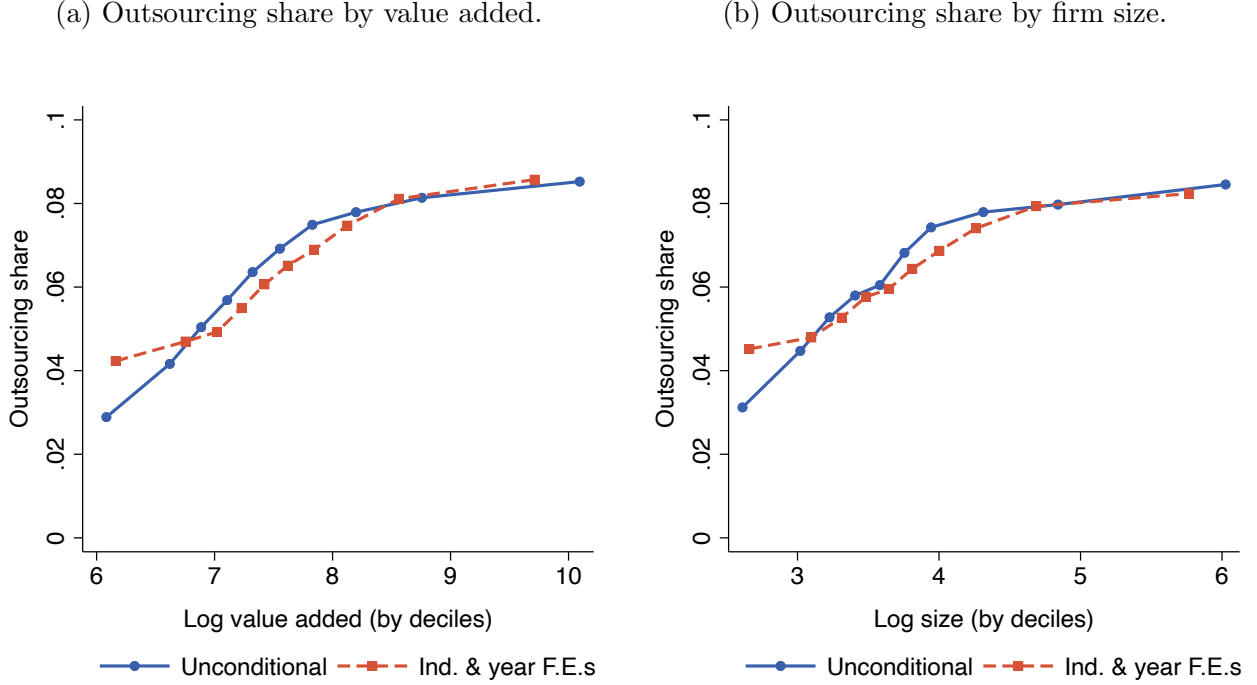 (a) Outsourcing share by value added.
Outsourcing share
.1
.08
.06
.04
.02
0
6 7 8 9 10
Log value added (by deciles)
Unconditional Ind. & year F.E.s
(b) Outsourcing share by firm size.
Outsourcing share
.1
.08
.06
.04
.02
0
3 4 5 6
Log size (by deciles)
Unconditional Ind. & year F.E.s